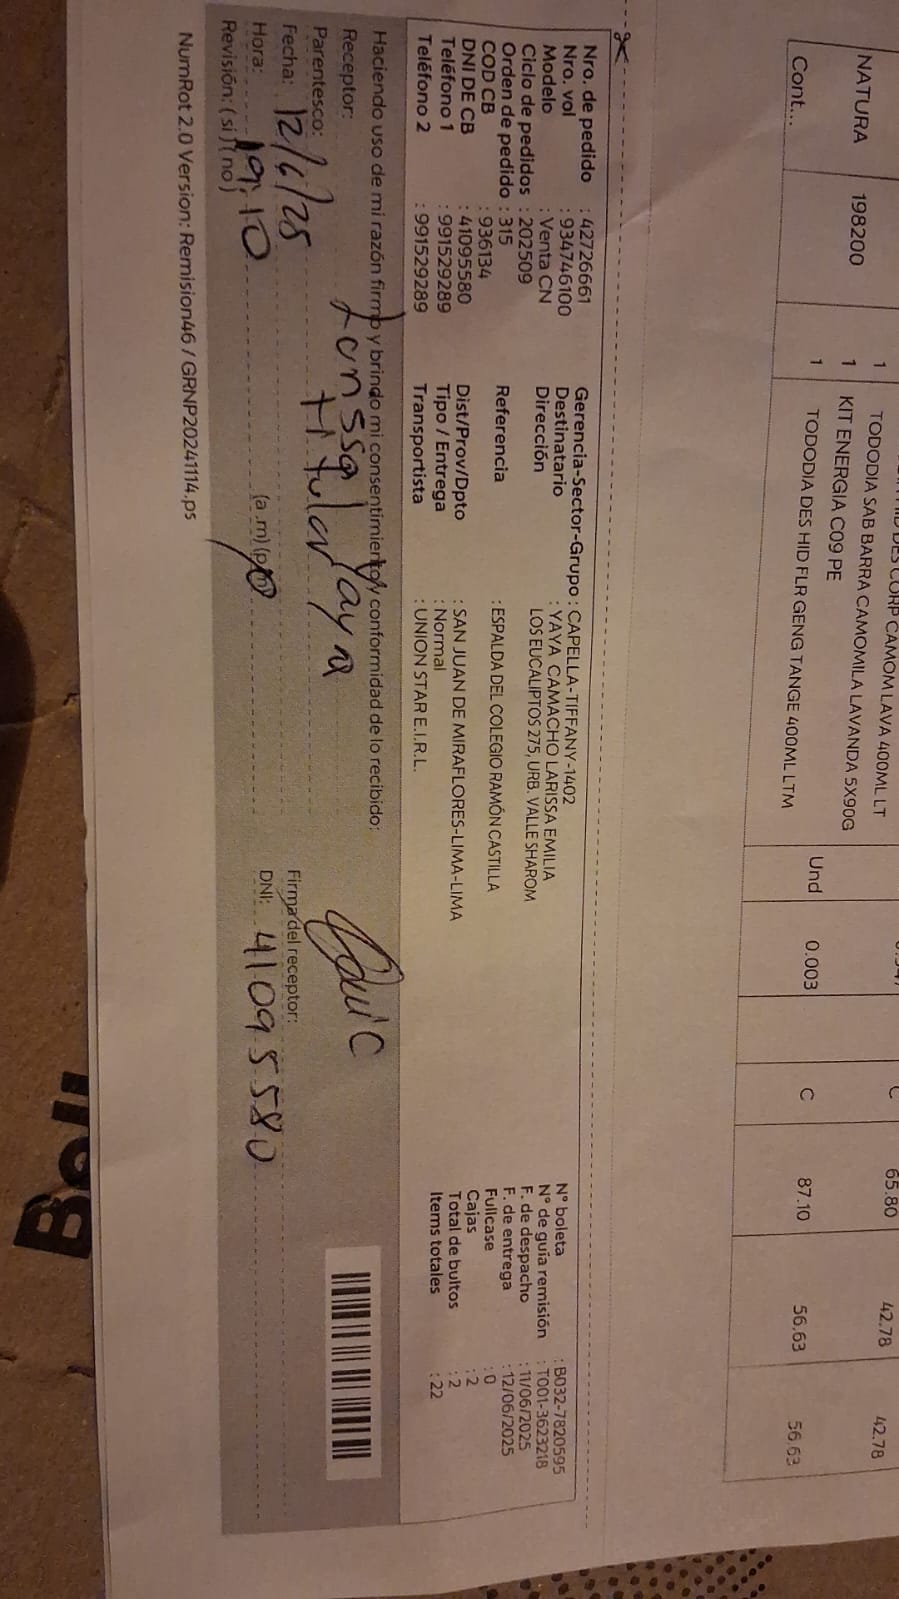 HID DES CORP CAMOM LAVA 400ML LT C 65.80 42.78 42.78
1 TODODIA SAB BARRA CAMOMILA LAVANDA 5X90G
NATURA 198200 1 KIT ENERGIA C09 PE
1 TODODIA DES HID FLR GENG TANGE 400ML LTM Und 0.003 C 87.10 56.63 56.63
Cont...
Nro. de pedido : 42726661
Nro. vol : 934746100
Modelo : Venta CN
Ciclo de pedidos : 202509
Orden de pedido : 315
COD CB : 936134
DNI DE CB : 41095580
Teléfono 1 : 991529289
Teléfono 2 : 991529289
Gerencia-Sector-Grupo : CAPELLA-TIFFANY-1402
Destinatario : YAYA CAMACHO LARISSA EMILIA
Dirección LOS EUCALIPTOS 275, URB. VALLE SHAROM
Referencia : ESPALDA DEL COLEGIO RAMÓN CASTILLA
Dist/Prov/Dpto : SAN JUAN DE MIRAFLORES-LIMA-LIMA
Tipo / Entrega : Normal
Transportista : UNION STAR E.I.R.L.
N° boleta : B032-7820595
N° de guía remisión : T001-3623218
F. de despacho : 11/06/2025
F. de entrega : 12/06/2025
Fullcase : 0
Cajas : 2
Total de bultos : 2
Items totales : 22
Haciendo uso de mi razón firmo y brindo mi consentimiento y conformidad de lo recibido:
Receptor: Yaya
Parentesco: titular
Fecha: 12/6/25 Firma del receptor:
Hora: 19:10 (a.m) (p.m) DNI: 41095580
Revisión: (si) (no)
NumRot 2.0 Version: Remision46 / GRNP20241114.ps